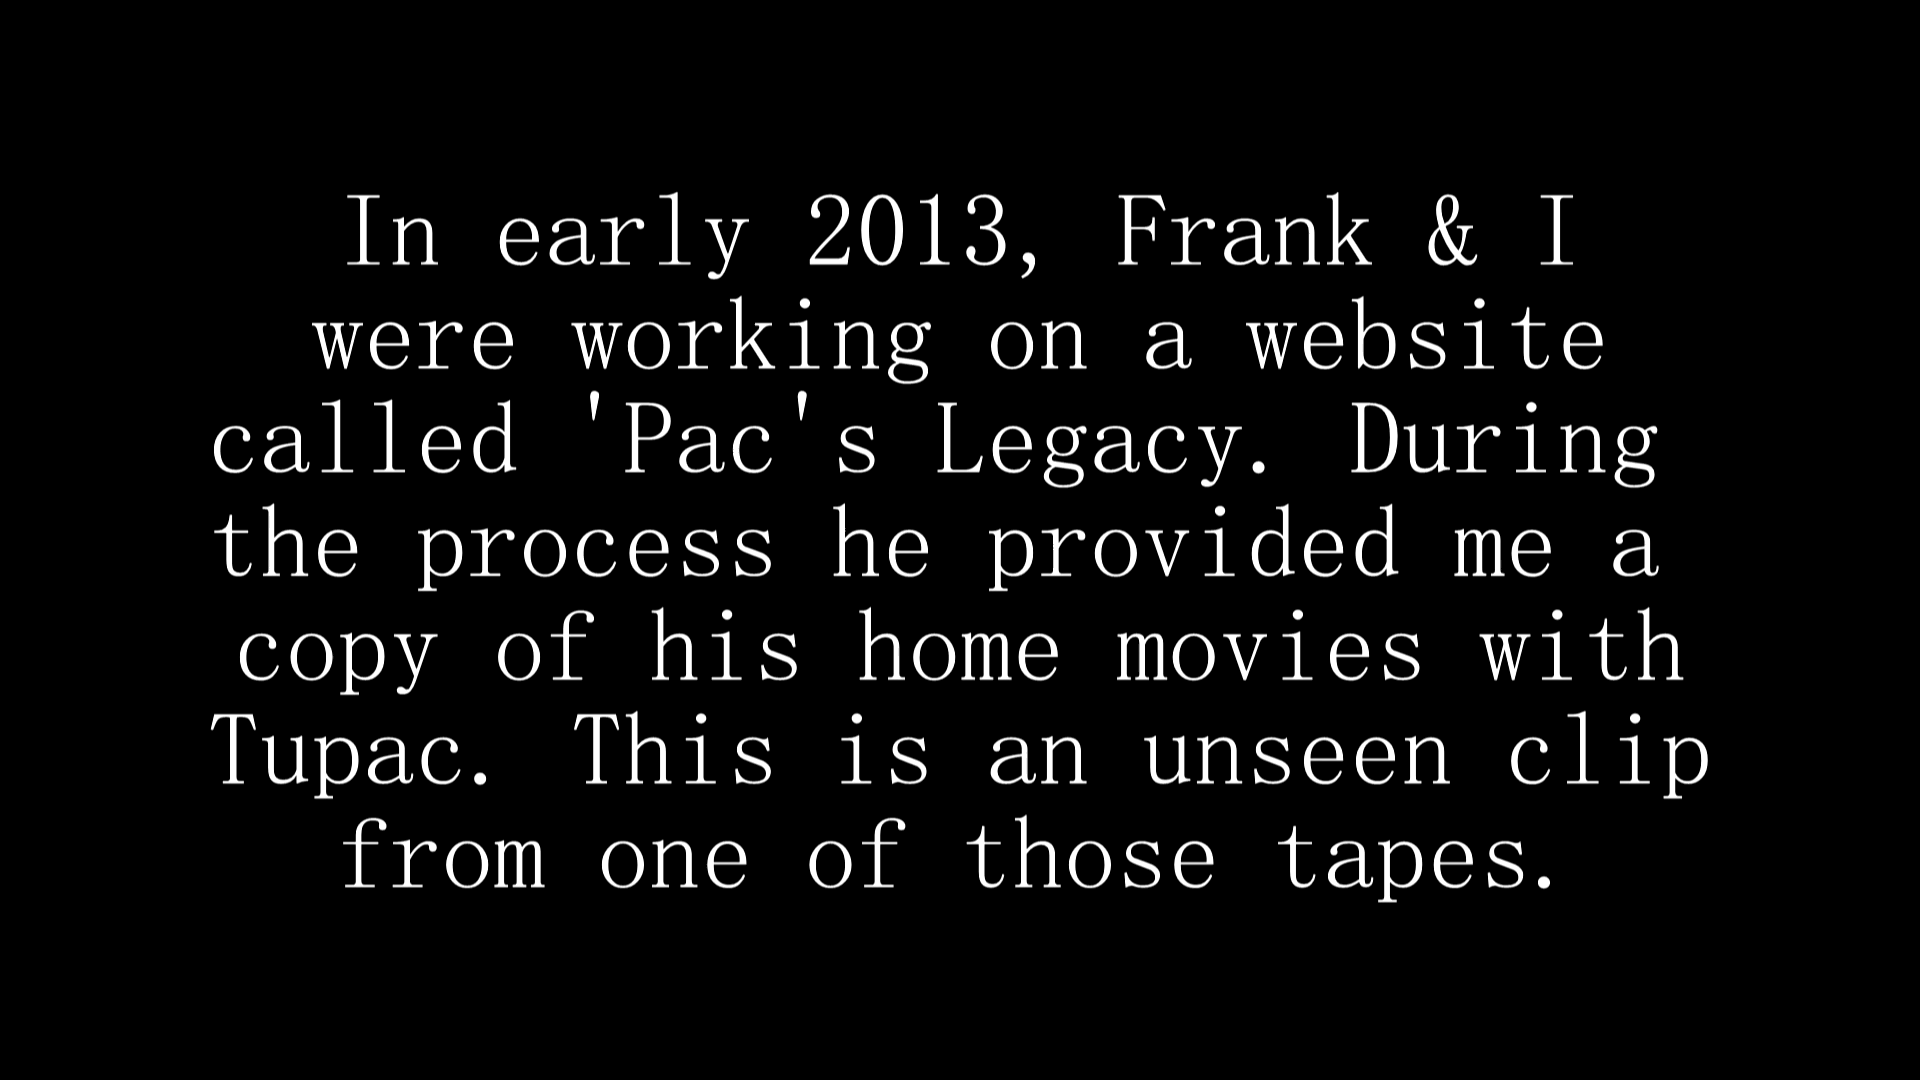 In early 2013, Frank & I
were working on a website
called 'Pac's Legacy. During
the process he provided me a
copy of his home movies with
Tupac. This is an unseen clip
from one of those tapes.